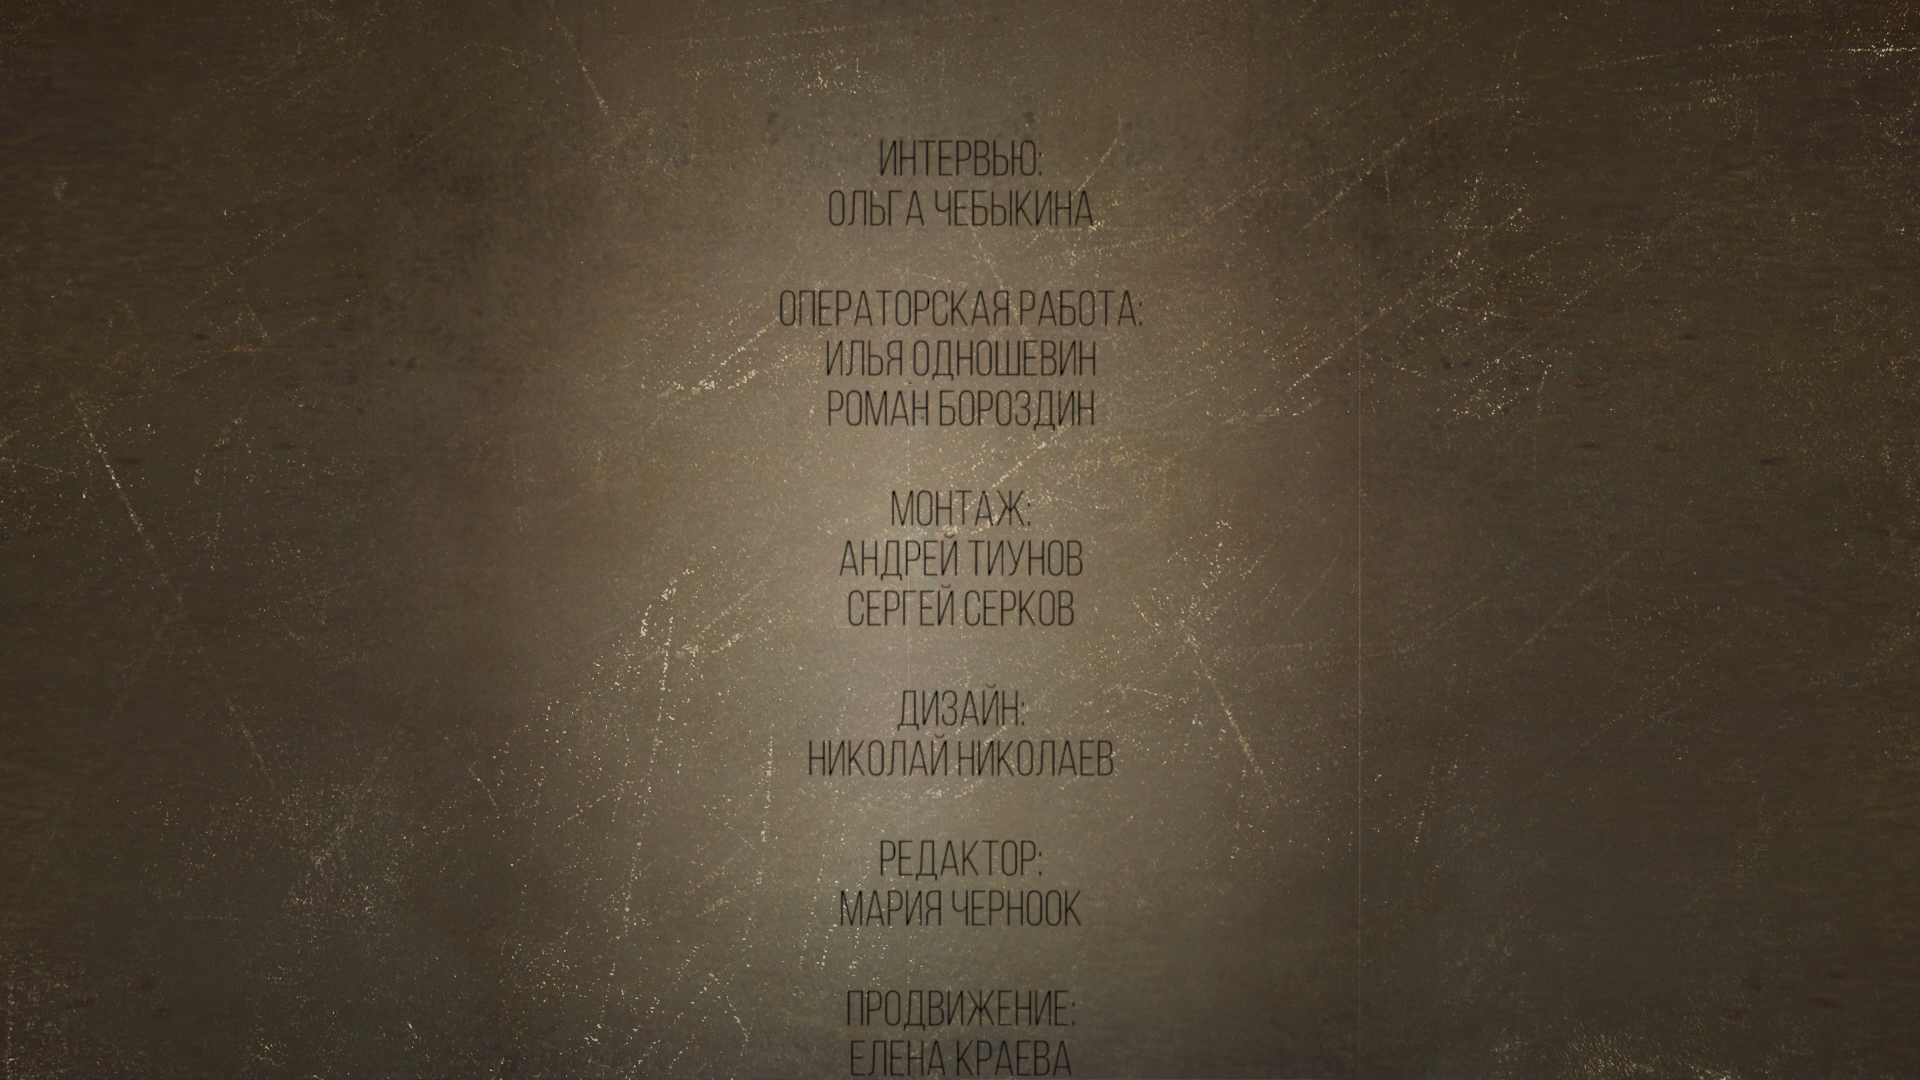 ИНТЕРВЬЮ:
ОЛЬГА ЧЕБЫКИНА
ОПЕРАТОРСКАЯ РАБОТА:
ИЛЬЯ ОДНОШЕВИН
РОМАН БОРОЗДИН
МОНТАЖ:
АНДРЕЙ ТИУНОВ
СЕРГЕЙ СЕРКОВ
ДИЗАЙН:
НИКОЛАЙ НИКОЛАЕВ
РЕДАКТОР:
МАРИЯ ЧЕРНООК
ПРОДВИЖЕНИЕ:
ЕЛЕНА КРАЕВА